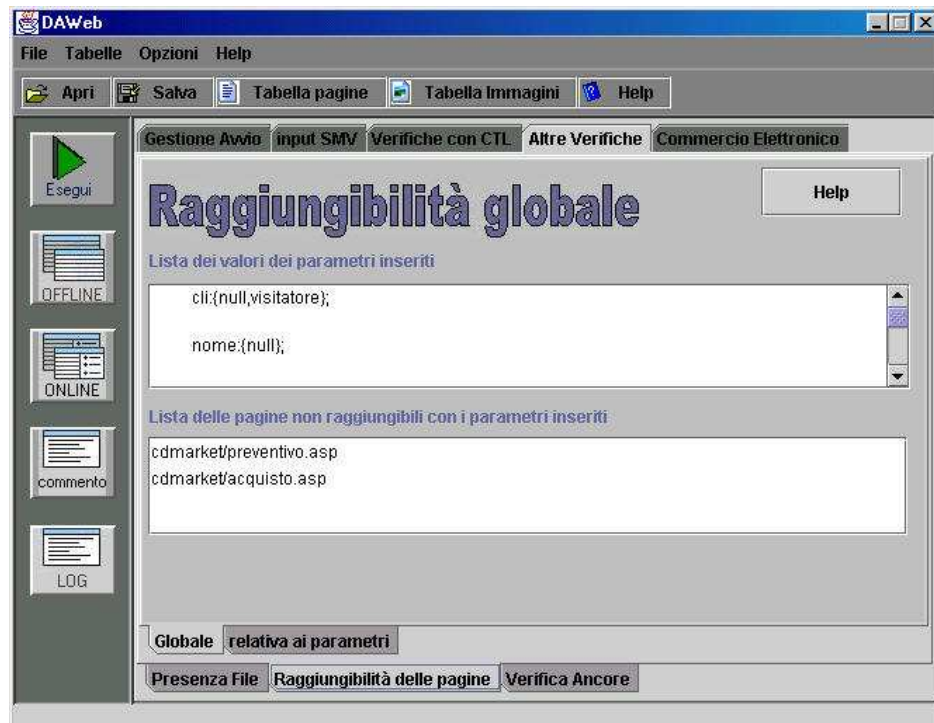 DAWeb
File Tabelle Opzioni Help
Apri Salva Tabella pagine Tabella Immagini Help
Gestione Avvio input SMV Verifiche con CTL Altre Verifiche Commercio Elettronico
Esegui
Raggiungibilità globale
Help
Lista dei valori dei parametri inseriti
OFFLINE
cli:{null,visitatore};
nome:{null};
ONLINE
Lista delle pagine non raggiungibili con i parametri inseriti
cdmarket/preventivo.asp
cdmarket/acquisto.asp
commento
LOG
Globale relativa ai parametri
Presenza File Raggiungibilità delle pagine Verifica Ancore